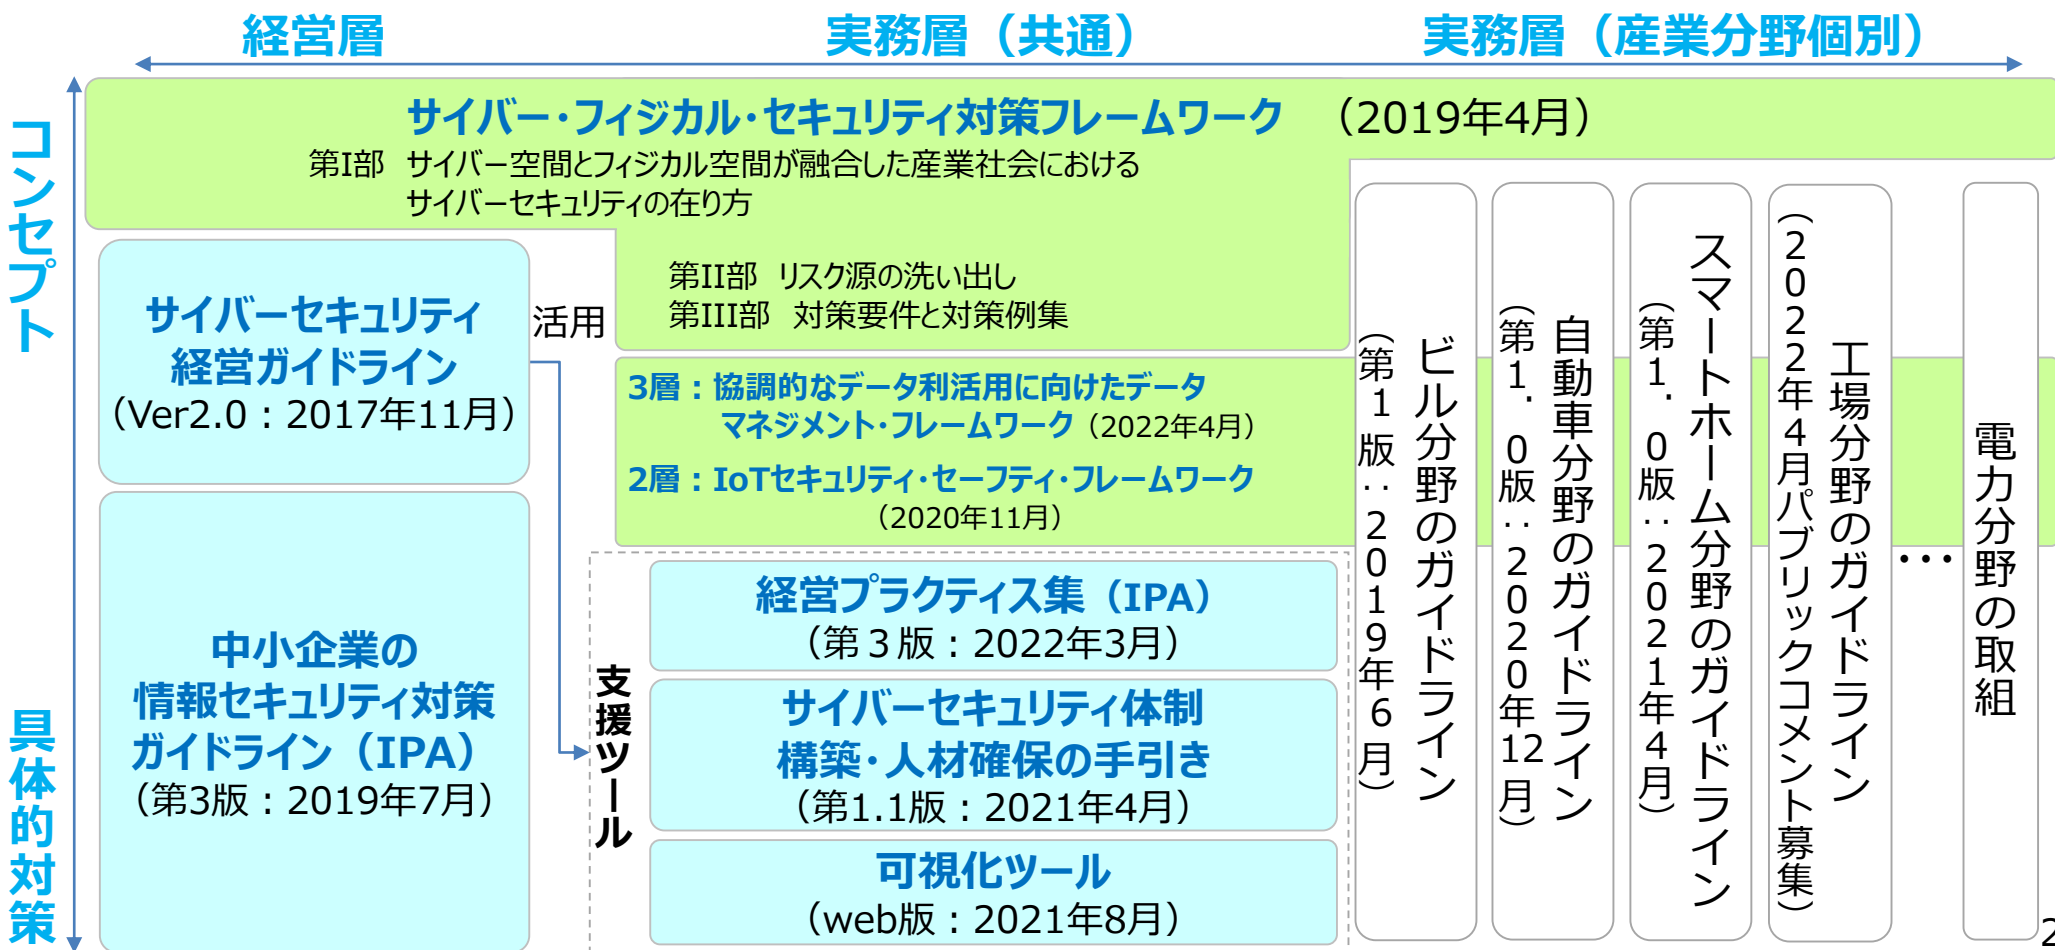 経営層
実務層（共通）
実務層（産業分野個別）
コンセプト
具体的対策
サイバー・フィジカル・セキュリティ対策フレームワーク （2019年4月）
第I部 サイバー空間とフィジカル空間が融合した産業社会における
サイバーセキュリティの在り方
第II部 リスク源の洗い出し
第III部 対策要件と対策例集
サイバーセキュリティ
経営ガイドライン
（Ver2.0：2017年11月）
活用
3層：協調的なデータ利活用に向けたデータ
マネジメント・フレームワーク（2022年4月）
2層：IoTセキュリティ・セーフティ・フレームワーク
（2020年11月）
中小企業の
情報セキュリティ対策
ガイドライン（IPA）
（第3版：2019年7月）
支援ツール
経営プラクティス集（IPA）
（第３版：2022年3月）
サイバーセキュリティ体制
構築・人材確保の手引き
（第1.1版：2021年4月）
可視化ツール
（web版：2021年8月）
ビル分野のガイドライン
（第1版：2019年6月）
自動車分野のガイドライン
（第1.0版：2020年12月）
スマートホーム分野のガイドライン
（第1.0版：2021年4月）
工場分野のガイドライン
（2022年4月パブリックコメント募集）
･･･
電力分野の取組
2